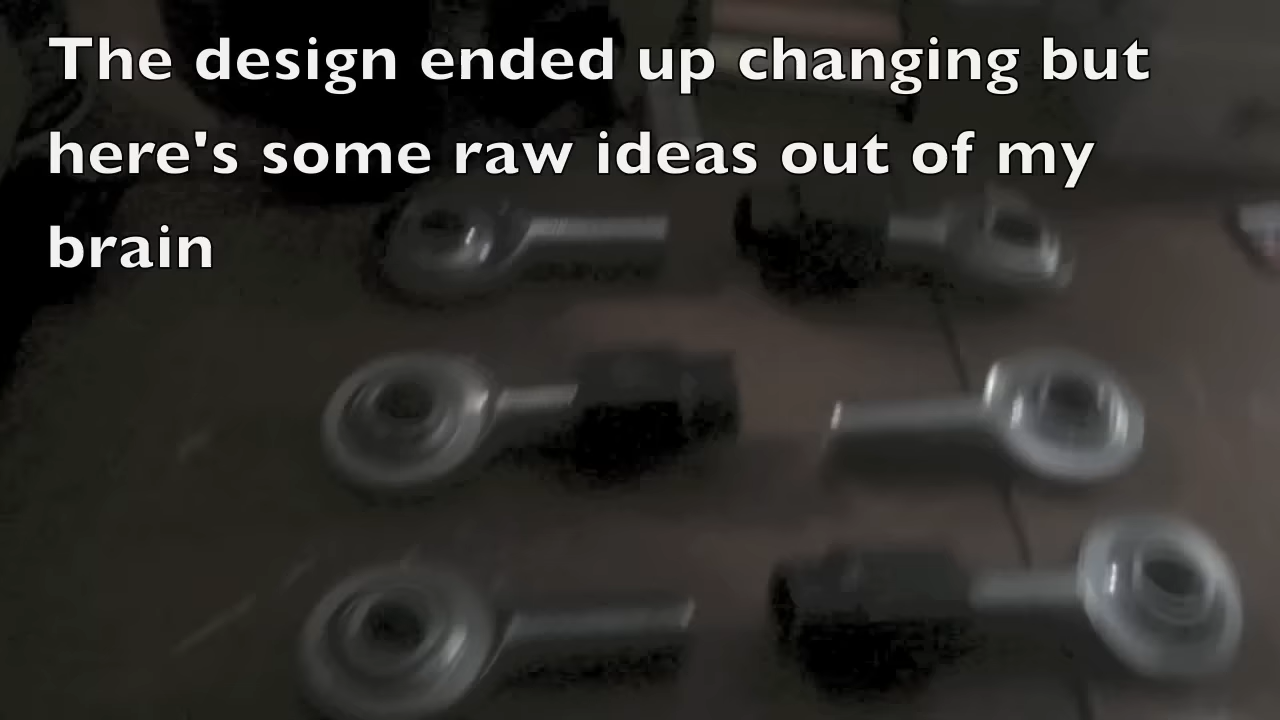 The design ended up changing but
here's some raw ideas out of my
brain